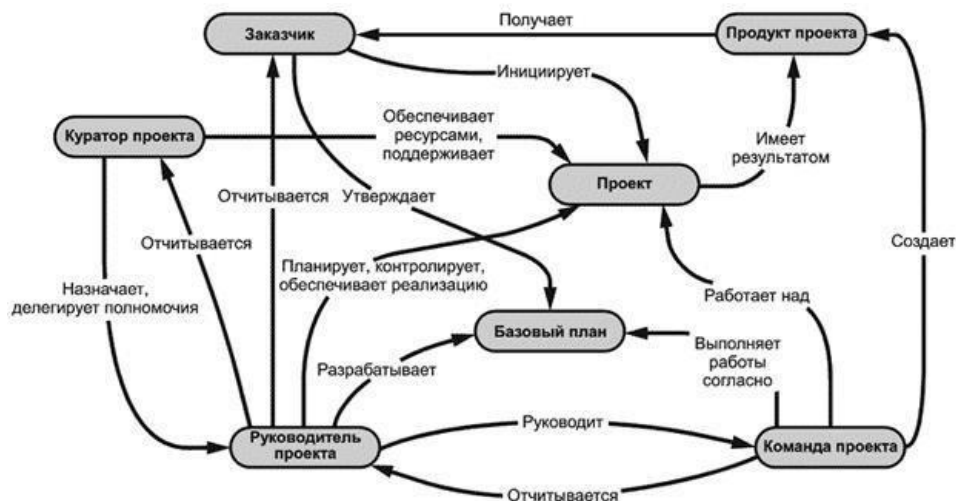 Получает
Заказчик
Продукт проекта
Инициирует
Обеспечивает
ресурсами,
поддерживает
Куратор проекта
Имеет
результатом
Проект
Отчитывается
Утверждает
Отчитывается
Создает
Планирует, контролирует,
обеспечивает реализацию
Назначает,
делегирует полномочия
Работает над
Базовый план
Выполняет
работы
согласно
Разрабатывает
Руководитель
проекта
Руководит
Команда проекта
Отчитывается